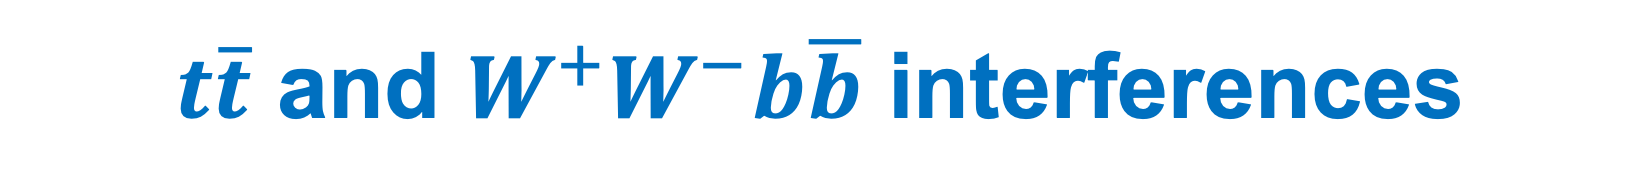 𝒕𝒕̅ and 𝑾⁺𝑾⁻𝒃𝒃̅ interferences